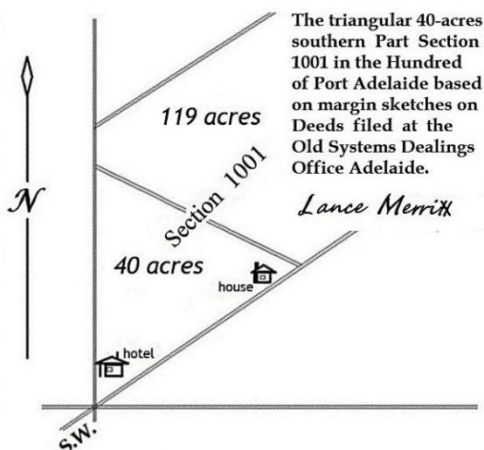 The triangular 40-acres
southern Part Section
1001 in the Hundred
of Port Adelaide based
on margin sketches on
Deeds filed at the
Old Systems Dealings
Office Adelaide.
Lance Merritt
119 acres
Section 1001
N
40 acres
house
hotel
S.W.